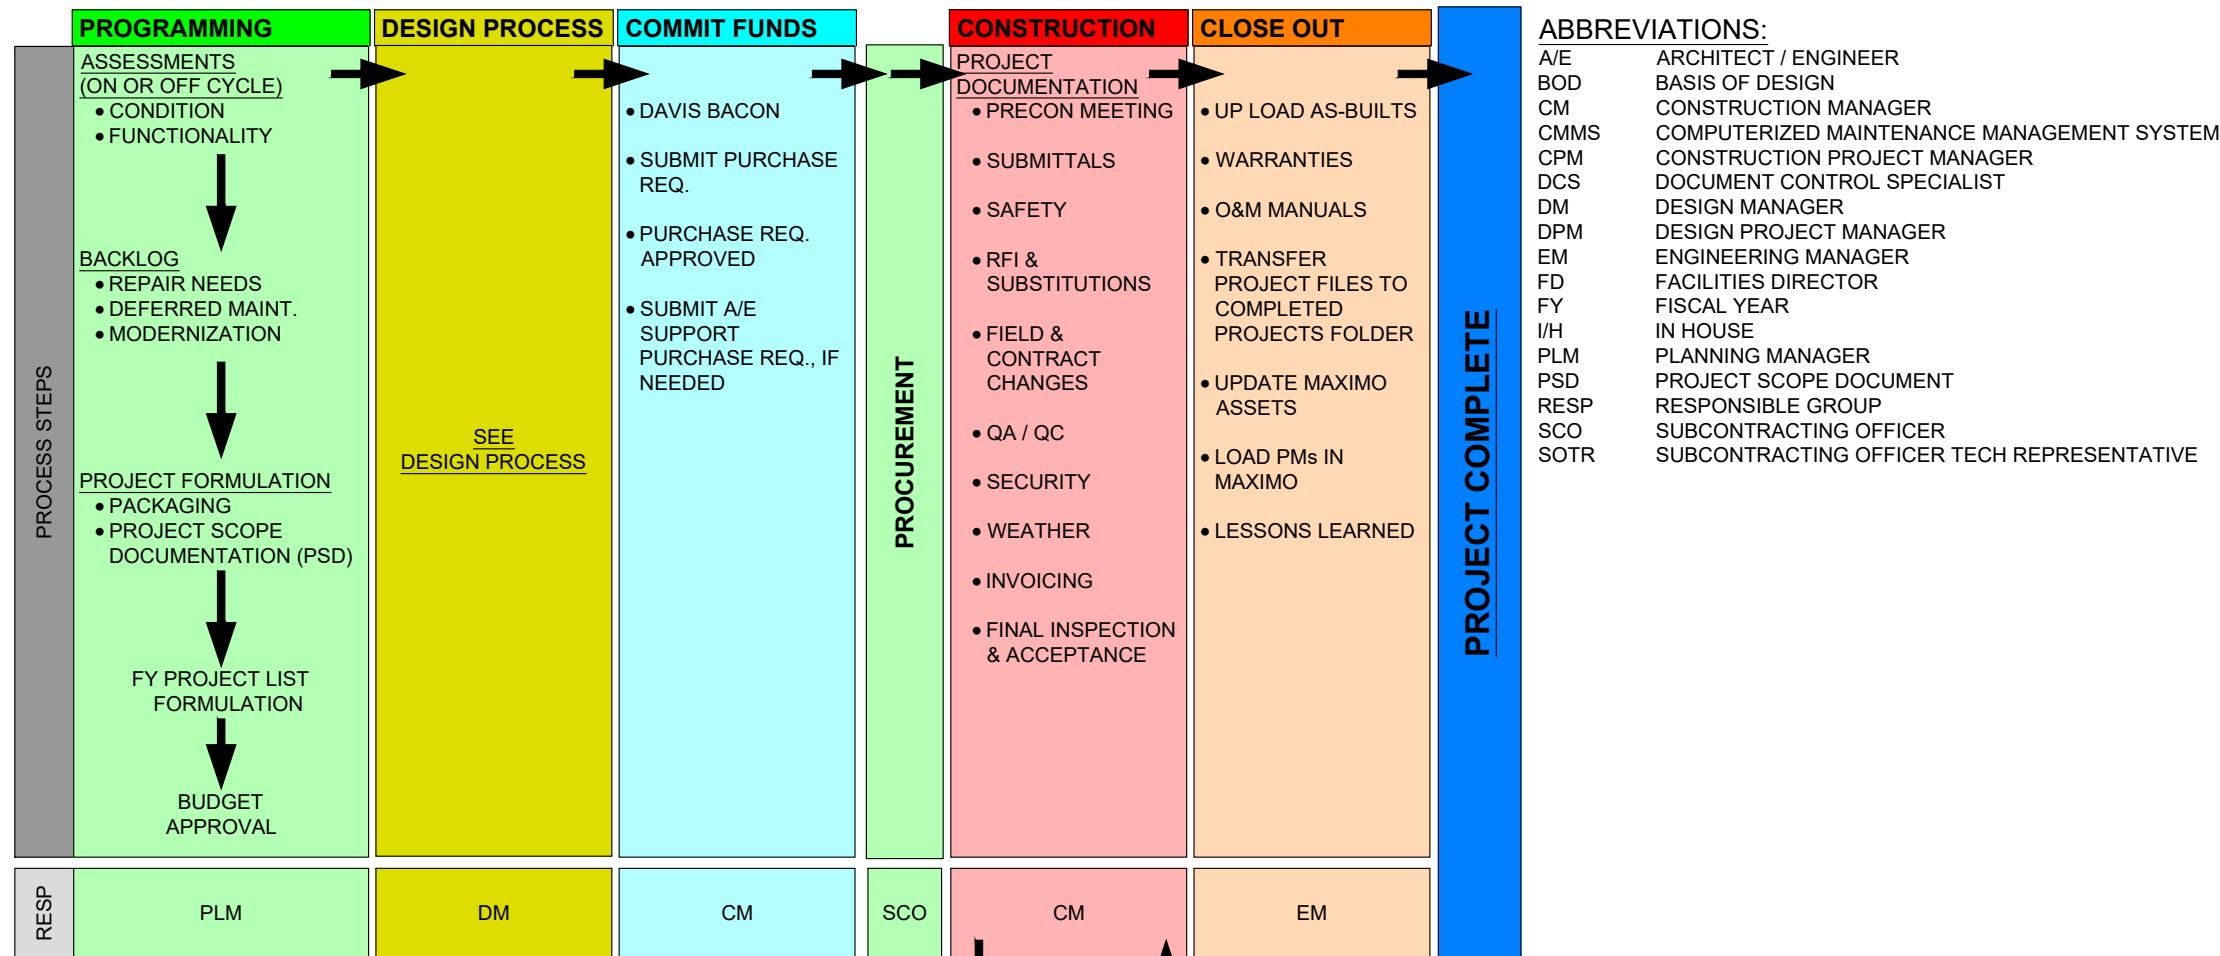 PROGRAMMING
ASSESSMENTS
(ON OR OFF CYCLE)
• CONDITION
• FUNCTIONALITY
BACKLOG
• REPAIR NEEDS
• DEFERRED MAINT.
• MODERNIZATION
PROJECT FORMULATION
• PACKAGING
• PROJECT SCOPE
DOCUMENTATION (PSD)
FY PROJECT LIST
FORMULATION
BUDGET
APPROVAL
DESIGN PROCESS
SEE
DESIGN PROCESS
COMMIT FUNDS
• DAVIS BACON
• SUBMIT PURCHASE
REQ.
• PURCHASE REQ.
APPROVED
• SUBMIT A/E
SUPPORT
PURCHASE REQ., IF
NEEDED
PROCUREMENT
CONSTRUCTION
PROJECT
DOCUMENTATION
• PRECON MEETING
• SUBMITTALS
• SAFETY
• RFI &
SUBSTITUTIONS
• FIELD &
CONTRACT
CHANGES
• QA / QC
• SECURITY
• WEATHER
• INVOICING
• FINAL INSPECTION
& ACCEPTANCE
CLOSE OUT
• UP LOAD AS-BUILTS
• WARRANTIES
• O&M MANUALS
• TRANSFER
PROJECT FILES TO
COMPLETED
PROJECTS FOLDER
• UPDATE MAXIMO
ASSETS
• LOAD PMs IN
MAXIMO
• LESSONS LEARNED
PROJECT COMPLETE
PROCESS STEPS
RESP
PLM
DM
CM
SCO
CM
EM
ABBREVIATIONS:
A/E ARCHITECT / ENGINEER
BOD BASIS OF DESIGN
CM CONSTRUCTION MANAGER
CMMS COMPUTERIZED MAINTENANCE MANAGEMENT SYSTEM
CPM CONSTRUCTION PROJECT MANAGER
DCS DOCUMENT CONTROL SPECIALIST
DM DESIGN MANAGER
DPM DESIGN PROJECT MANAGER
EM ENGINEERING MANAGER
FD FACILITIES DIRECTOR
FY FISCAL YEAR
I/H IN HOUSE
PLM PLANNING MANAGER
PSD PROJECT SCOPE DOCUMENT
RESP RESPONSIBLE GROUP
SCO SUBCONTRACTING OFFICER
SOTR SUBCONTRACTING OFFICER TECH REPRESENTATIVE